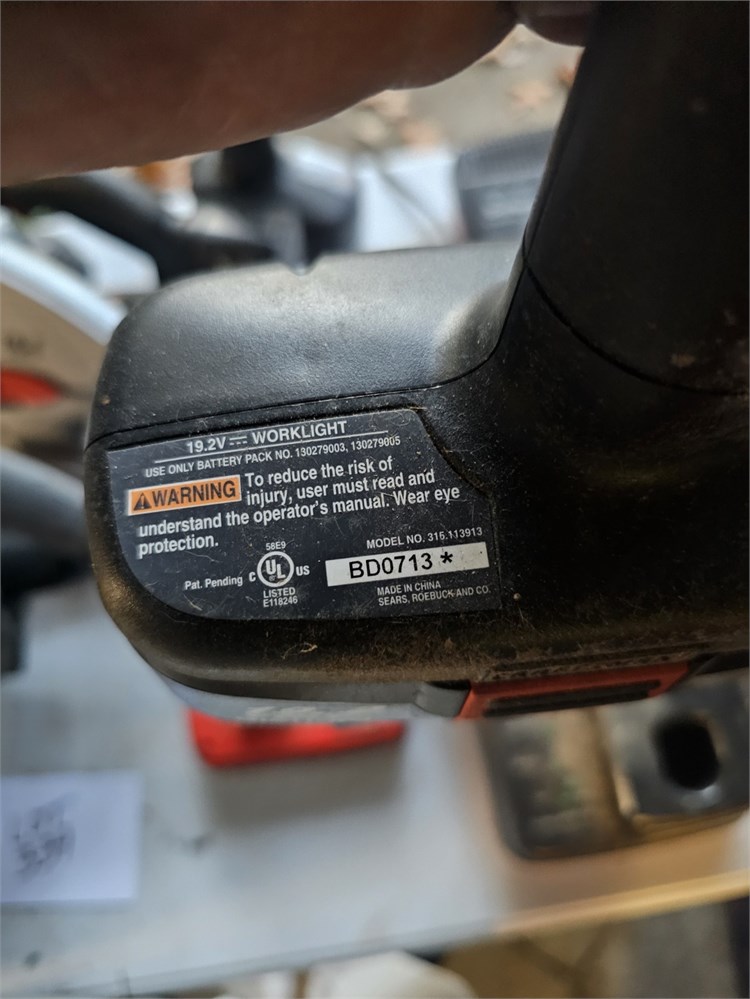 19.2V WORKLIGHT
USE ONLY BATTERY PACK NO. 130279003, 130279005
WARNING To reduce the risk of
injury, user must read and
understand the operator's manual. Wear eye
protection.
58E9
Pat. Pending C UL US
LISTED
E118246
MODEL NO. 316.113913
BD0713 *
MADE IN CHINA
SEARS, ROEBUCK AND CO.